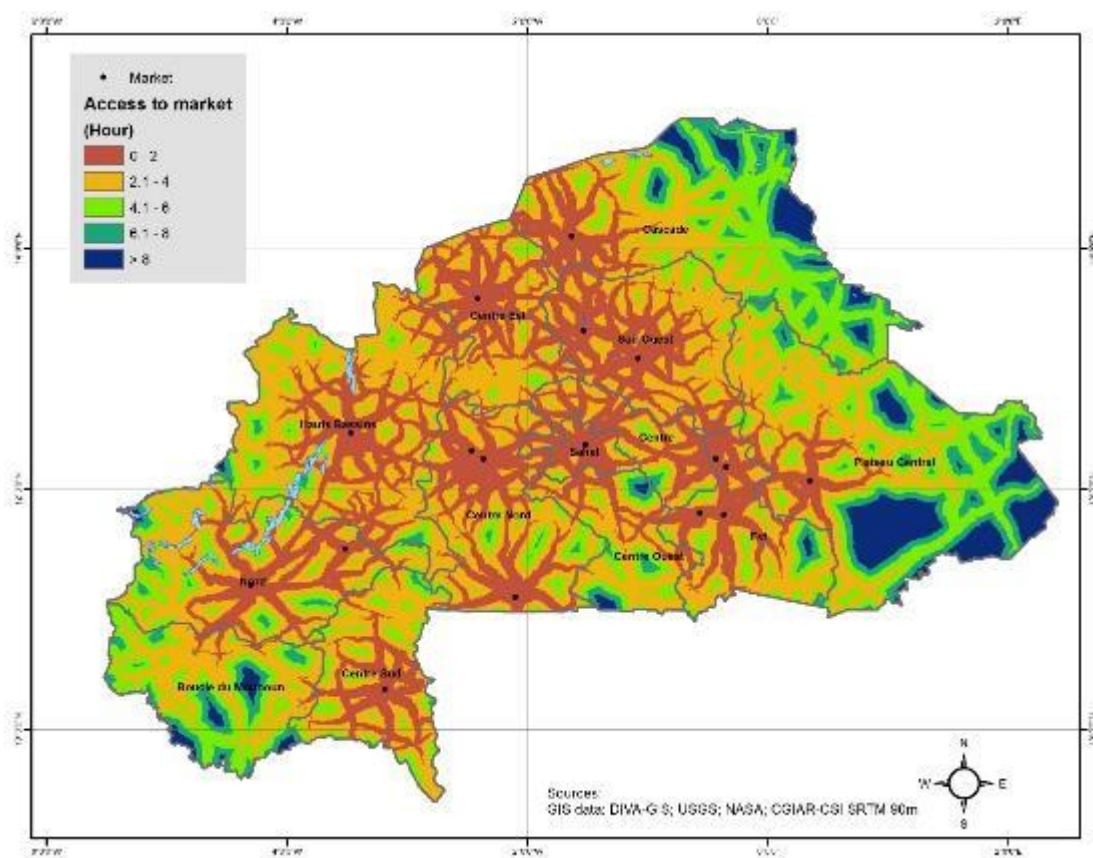 Market
Access to market
(Hour)
0 - 2
2.1 - 4
4.1 - 6
6.1 - 8
> 8
Cascade
Centre Est
Sud Ouest
Hauts Bassins
Sahel
Centre
Plateau Central
Centre Nord
Est
Centre Ouest
Nord
Centre Sud
Boucle du Mouhoun
N
W
E
S
Sources:
GIS data: DIVA-GIS; USGS; NASA; CGIAR-CSI SRTM 90m